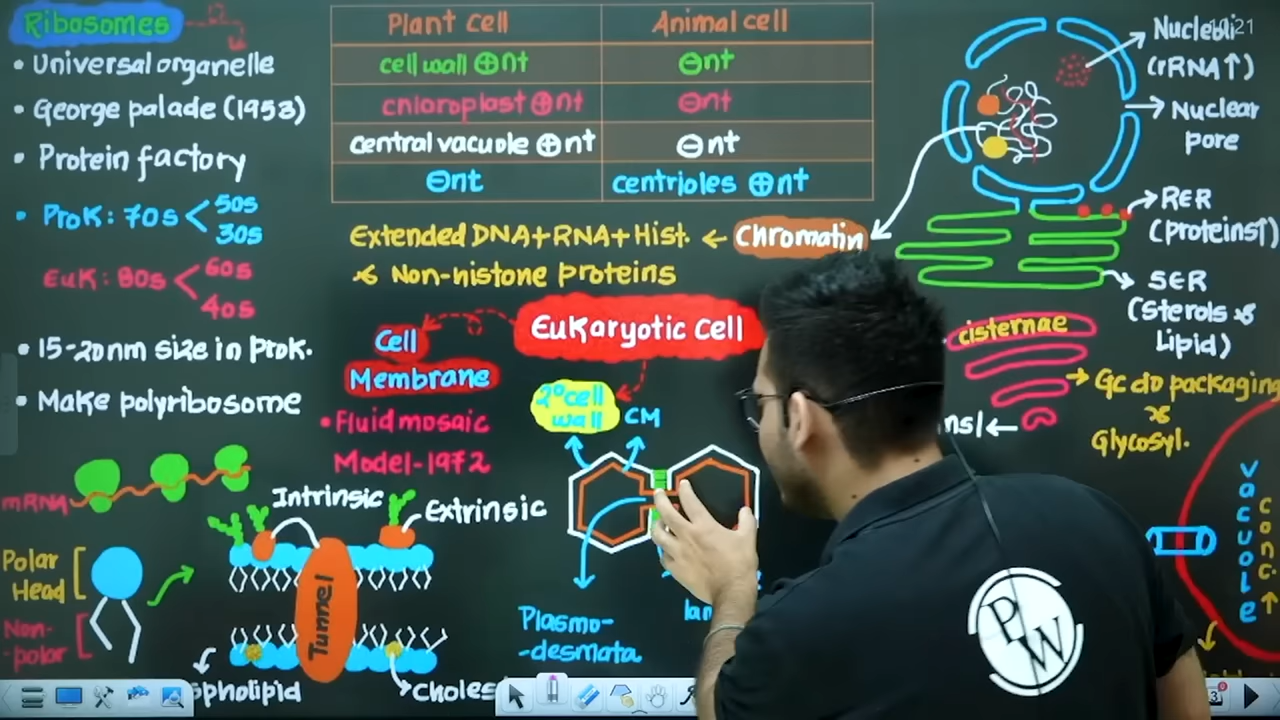 Ribosomes
• Universal organelle
• George palade (1953)
• Protein factory
• ProK: 70s < 50s
30s
EuK: 80s < 60s
40s
• 15-20nm size in ProK.
• Make polyribosome
mRNA
Polar
Head
Non-
-polar
Intrinsic
Extrinsic
Tunnel
spholipid
Choles
Plant cell
Animal cell
cell wall ⊕nt
⊖nt
chloroplast ⊕nt
⊖nt
central vacuole ⊕nt
⊖nt
⊖nt
centrioles ⊕nt
Extended DNA+RNA+Hist. ← Chromatin
& Non-histone proteins
Eukaryotic cell
Cell
Membrane
• Fluid mosaic
Model-1972
2° cell
wall
CM
Plasmo-
-desmata
lan
Nucleoli
(rRNA↑)
Nuclear
pore
RER
(proteins↑)
SER
(Sterols &
Lipid)
cisternae
GC do packaging
&
Glycosyl.
ns/←
vacuole
conc.↑
PW